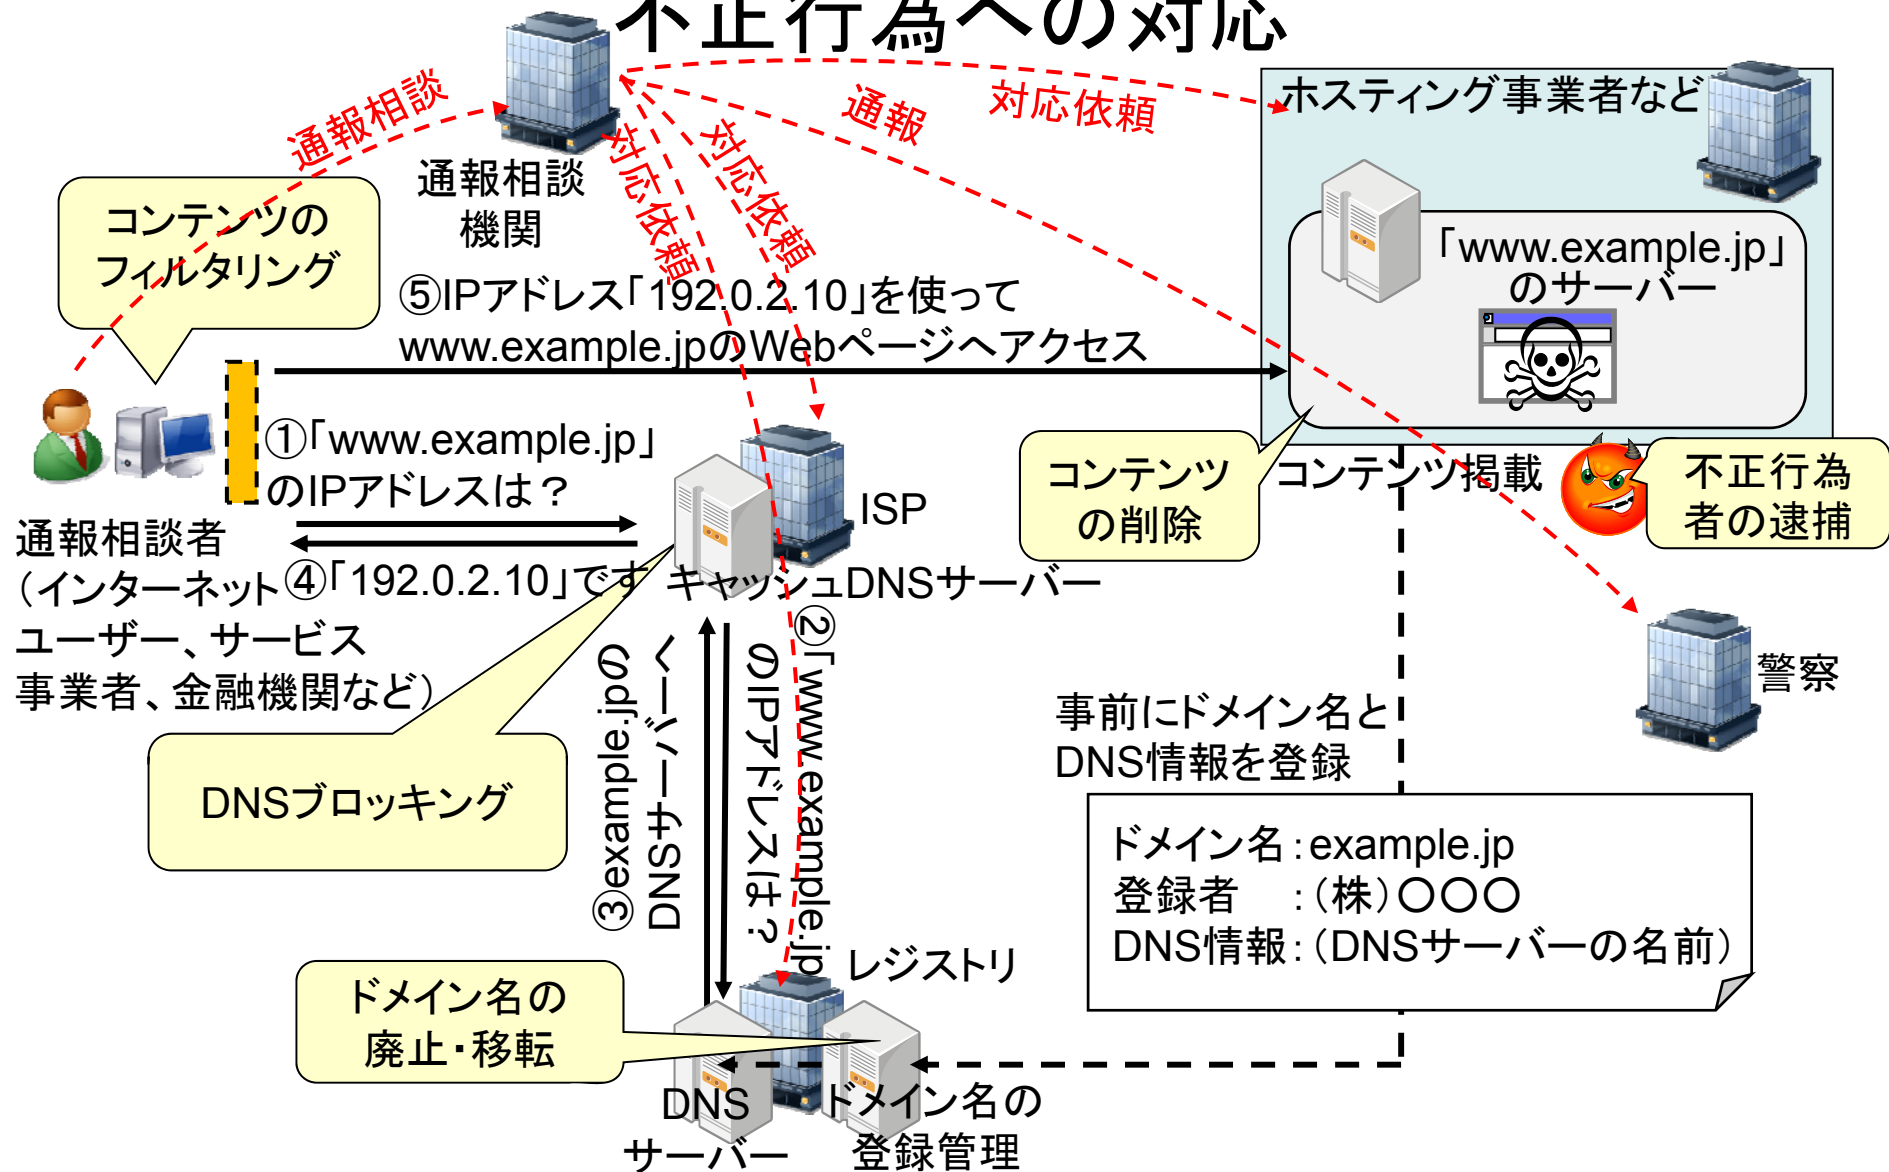 不正行為への対応
通報相談
通報相談
機関
対応依頼
対応依頼
通報
対応依頼
ホスティング事業者など
「www.example.jp」
のサーバー
コンテンツの
フィルタリング
⑤IPアドレス「192.0.2.10」を使って
www.example.jpのWebページへアクセス
①「www.example.jp」
のIPアドレスは？
ISP
コンテンツ
の削除
コンテンツ掲載
不正行為
者の逮捕
通報相談者
（インターネット
ユーザー、サービス
事業者、金融機関など）
④「192.0.2.10」です
キャッシュDNSサーバー
②「www.example.jp」
のIPアドレスは？
③example.jpの
DNSサーバーへ
警察
DNSブロッキング
事前にドメイン名と
DNS情報を登録
ドメイン名：example.jp
登録者　：（株）〇〇〇
DNS情報：（DNSサーバーの名前）
レジストリ
ドメイン名の
廃止・移転
DNS
サーバー
ドメイン名の
登録管理